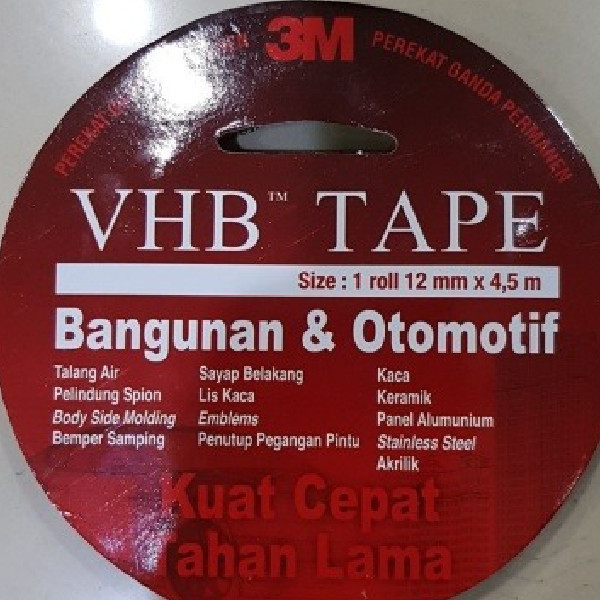 3M
PEREKAT GANDA PERMANEN
PEREKAT
VHB™ TAPE
Size : 1 roll 12 mm x 4,5 m
Bangunan & Otomotif
Talang Air
Pelindung Spion
Body Side Molding
Bemper Samping
Sayap Belakang
Lis Kaca
Emblems
Penutup Pegangan Pintu
Kaca
Keramik
Panel Alumunium
Stainless Steel
Akrilik
Kuat Cepat
Tahan Lama